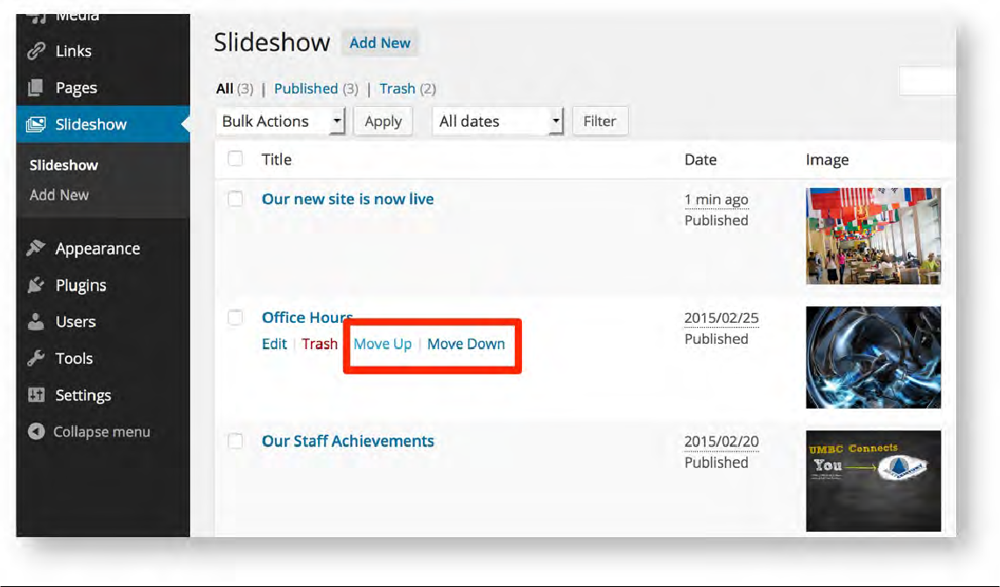 Media
Links
Pages
Slideshow
Slideshow
Add New
Appearance
Plugins
Users
Tools
Settings
Collapse menu
Slideshow Add New
All (3) | Published (3) | Trash (2)
Bulk Actions Apply All dates Filter
Title Date Image
Our new site is now live 1 min ago
Published
Office Hours 2015/02/25
Edit | Trash Move Up | Move Down Published
Our Staff Achievements 2015/02/20
Published
UMBC Connects
You